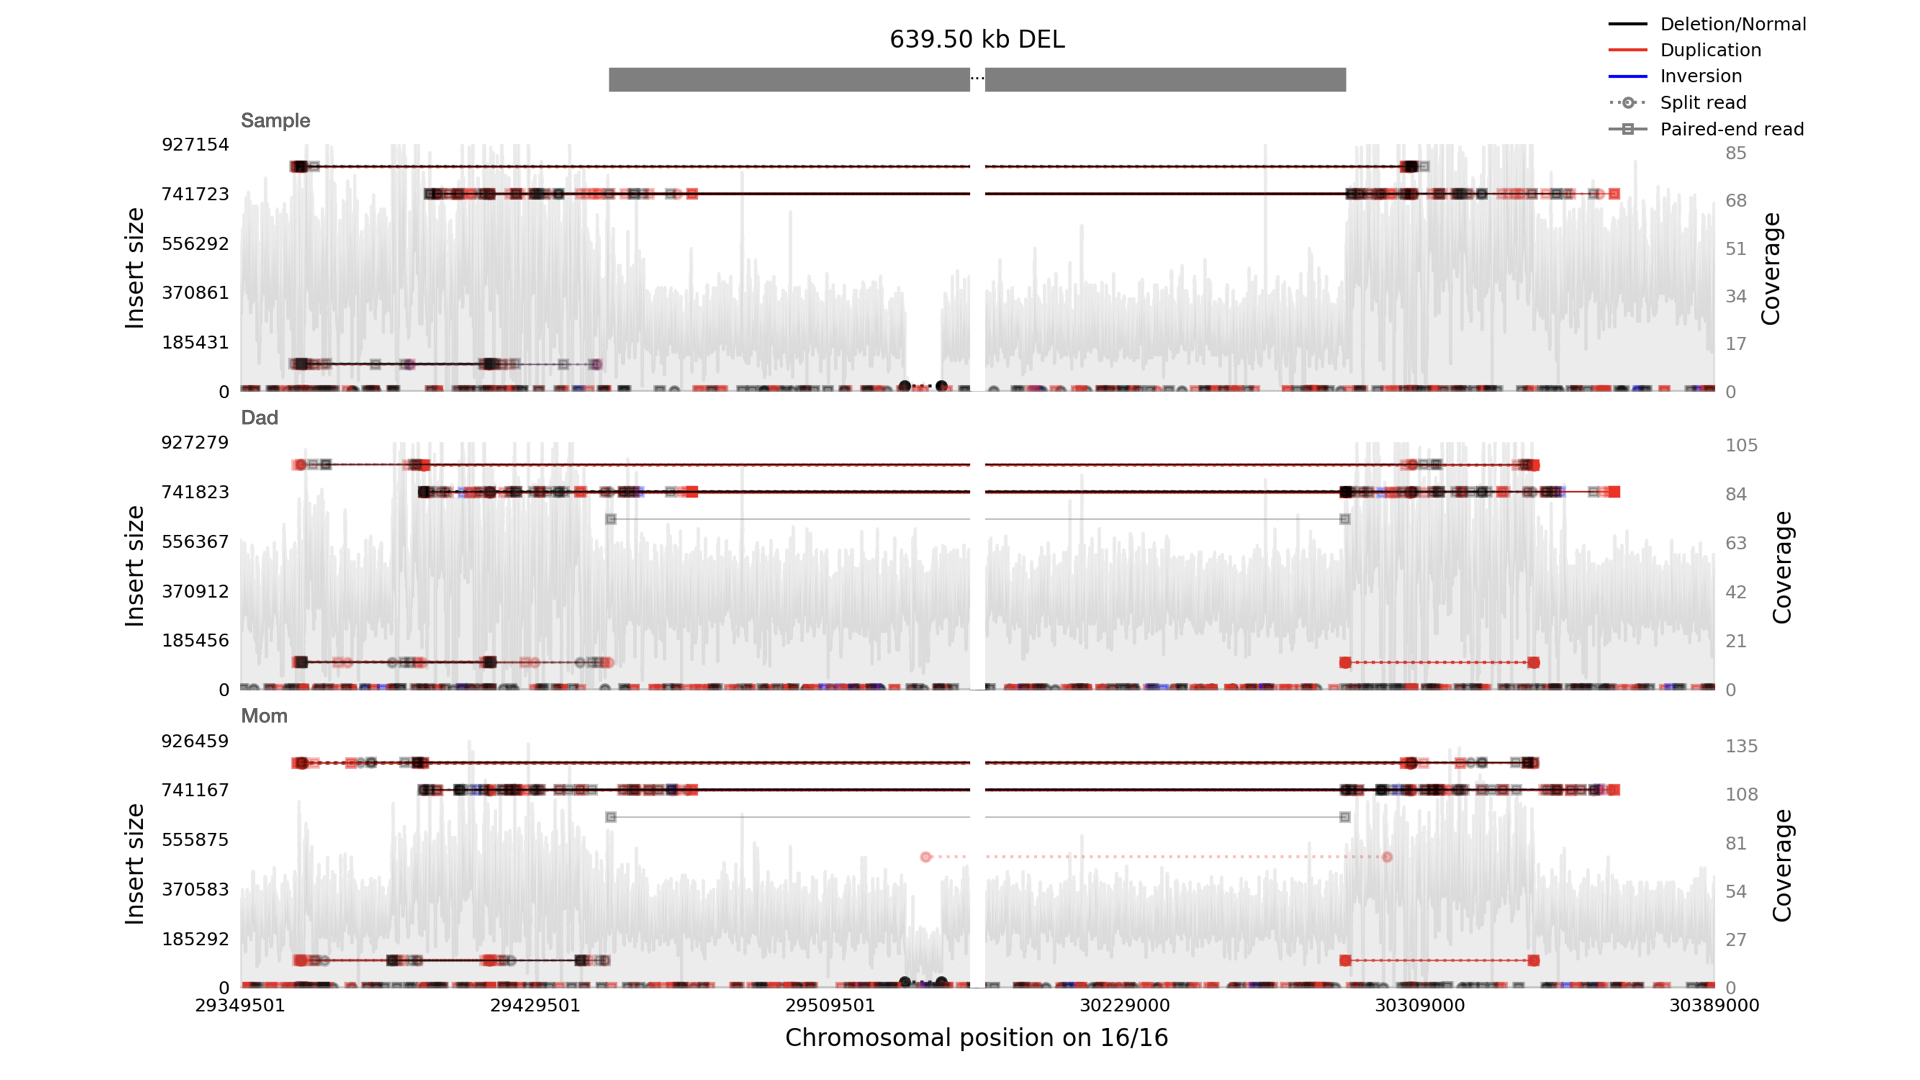 639.50 kb DEL
Deletion/Normal
Duplication
Inversion
Split read
Paired-end read
Sample
927154
741723
556292
370861
185431
0
Insert size
85
68
51
34
17
0
Coverage
Dad
927279
741823
556367
370912
185456
0
Insert size
105
84
63
42
21
0
Coverage
Mom
926459
741167
555875
370583
185292
0
Insert size
135
108
81
54
27
0
Coverage
29349501 29429501 29509501 30229000 30309000 30389000
Chromosomal position on 16/16